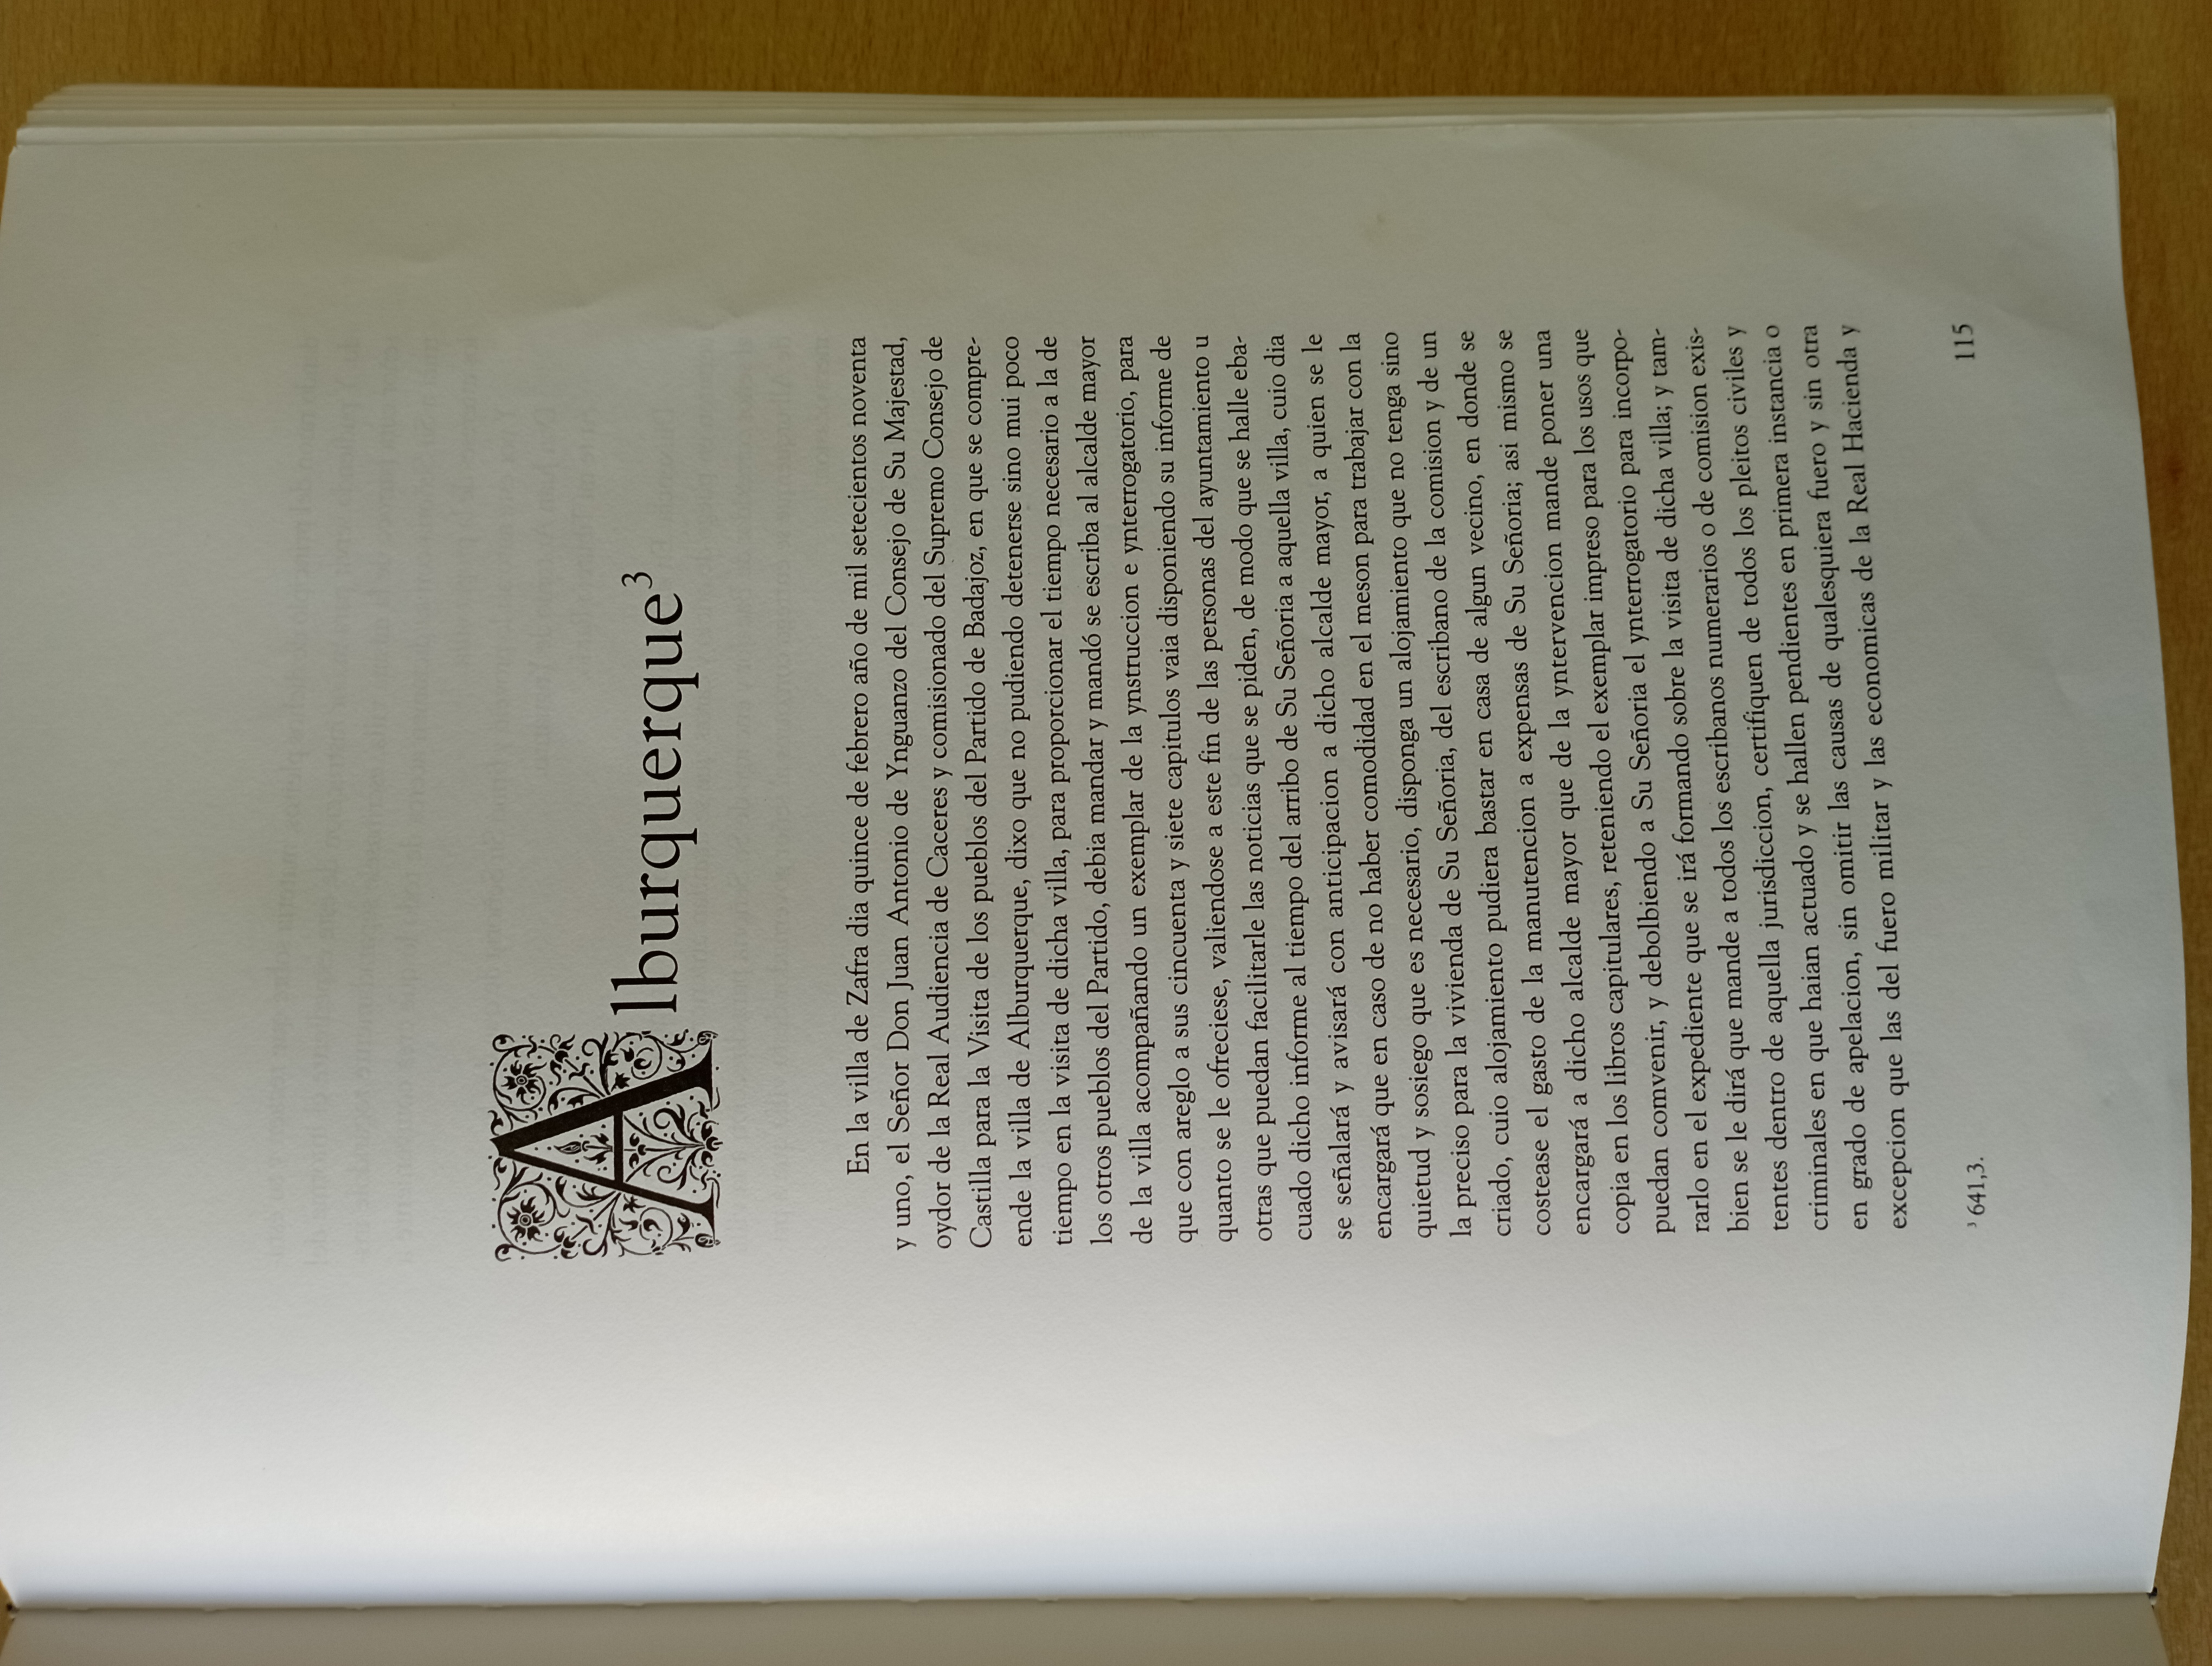 Alburquerque³
En la villa de Zafra dia quince de febrero año de mil setecientos noventa
y uno, el Señor Don Juan Antonio de Ynguanzo del Consejo de Su Majestad,
oydor de la Real Audiencia de Caceres y comisionado del Supremo Consejo de
Castilla para la Visita de los pueblos del Partido de Badajoz, en que se compre-
ende la villa de Alburquerque, dixo que no pudiendo detenerse sino mui poco
tiempo en la visita de dicha villa, para proporcionar el tiempo necesario a la de
los otros pueblos del Partido, debia mandar y mandó se escriba al alcalde mayor
de la villa acompañando un exemplar de la ynstruccion e ynterrogatorio, para
que con areglo a sus cincuenta y siete capitulos vaia disponiendo su informe de
quanto se le ofreciese, valiendose a este fin de las personas del ayuntamiento u
otras que puedan facilitarle las noticias que se piden, de modo que se halle eba-
cuado dicho informe al tiempo del arribo de Su Señoria a aquella villa, cuio dia
se señalará y avisará con anticipacion a dicho alcalde mayor, a quien se le
encargará que en caso de no haber comodidad en el meson para trabajar con la
quietud y sosiego que es necesario, disponga un alojamiento que no tenga sino
la preciso para la vivienda de Su Señoria, del escribano de la comision y de un
criado, cuio alojamiento pudiera bastar en casa de algun vecino, en donde se
costease el gasto de la manutencion a expensas de Su Señoria; asi mismo se
encargará a dicho alcalde mayor que de la yntervencion mande poner una
copia en los libros capitulares, reteniendo el exemplar impreso para los usos que
puedan comvenir, y debolbiendo a Su Señoria el ynterrogatorio para incorpo-
rarlo en el expediente que se irá formando sobre la visita de dicha villa; y tam-
bien se le dirá que mande a todos los escribanos numerarios o de comision exis-
tentes dentro de aquella jurisdiccion, certifiquen de todos los pleitos civiles y
criminales en que haian actuado y se hallen pendientes en primera instancia o
en grado de apelacion, sin omitir las causas de qualesquiera fuero y sin otra
excepcion que las del fuero militar y las economicas de la Real Hacienda y
³ 641,3.
115